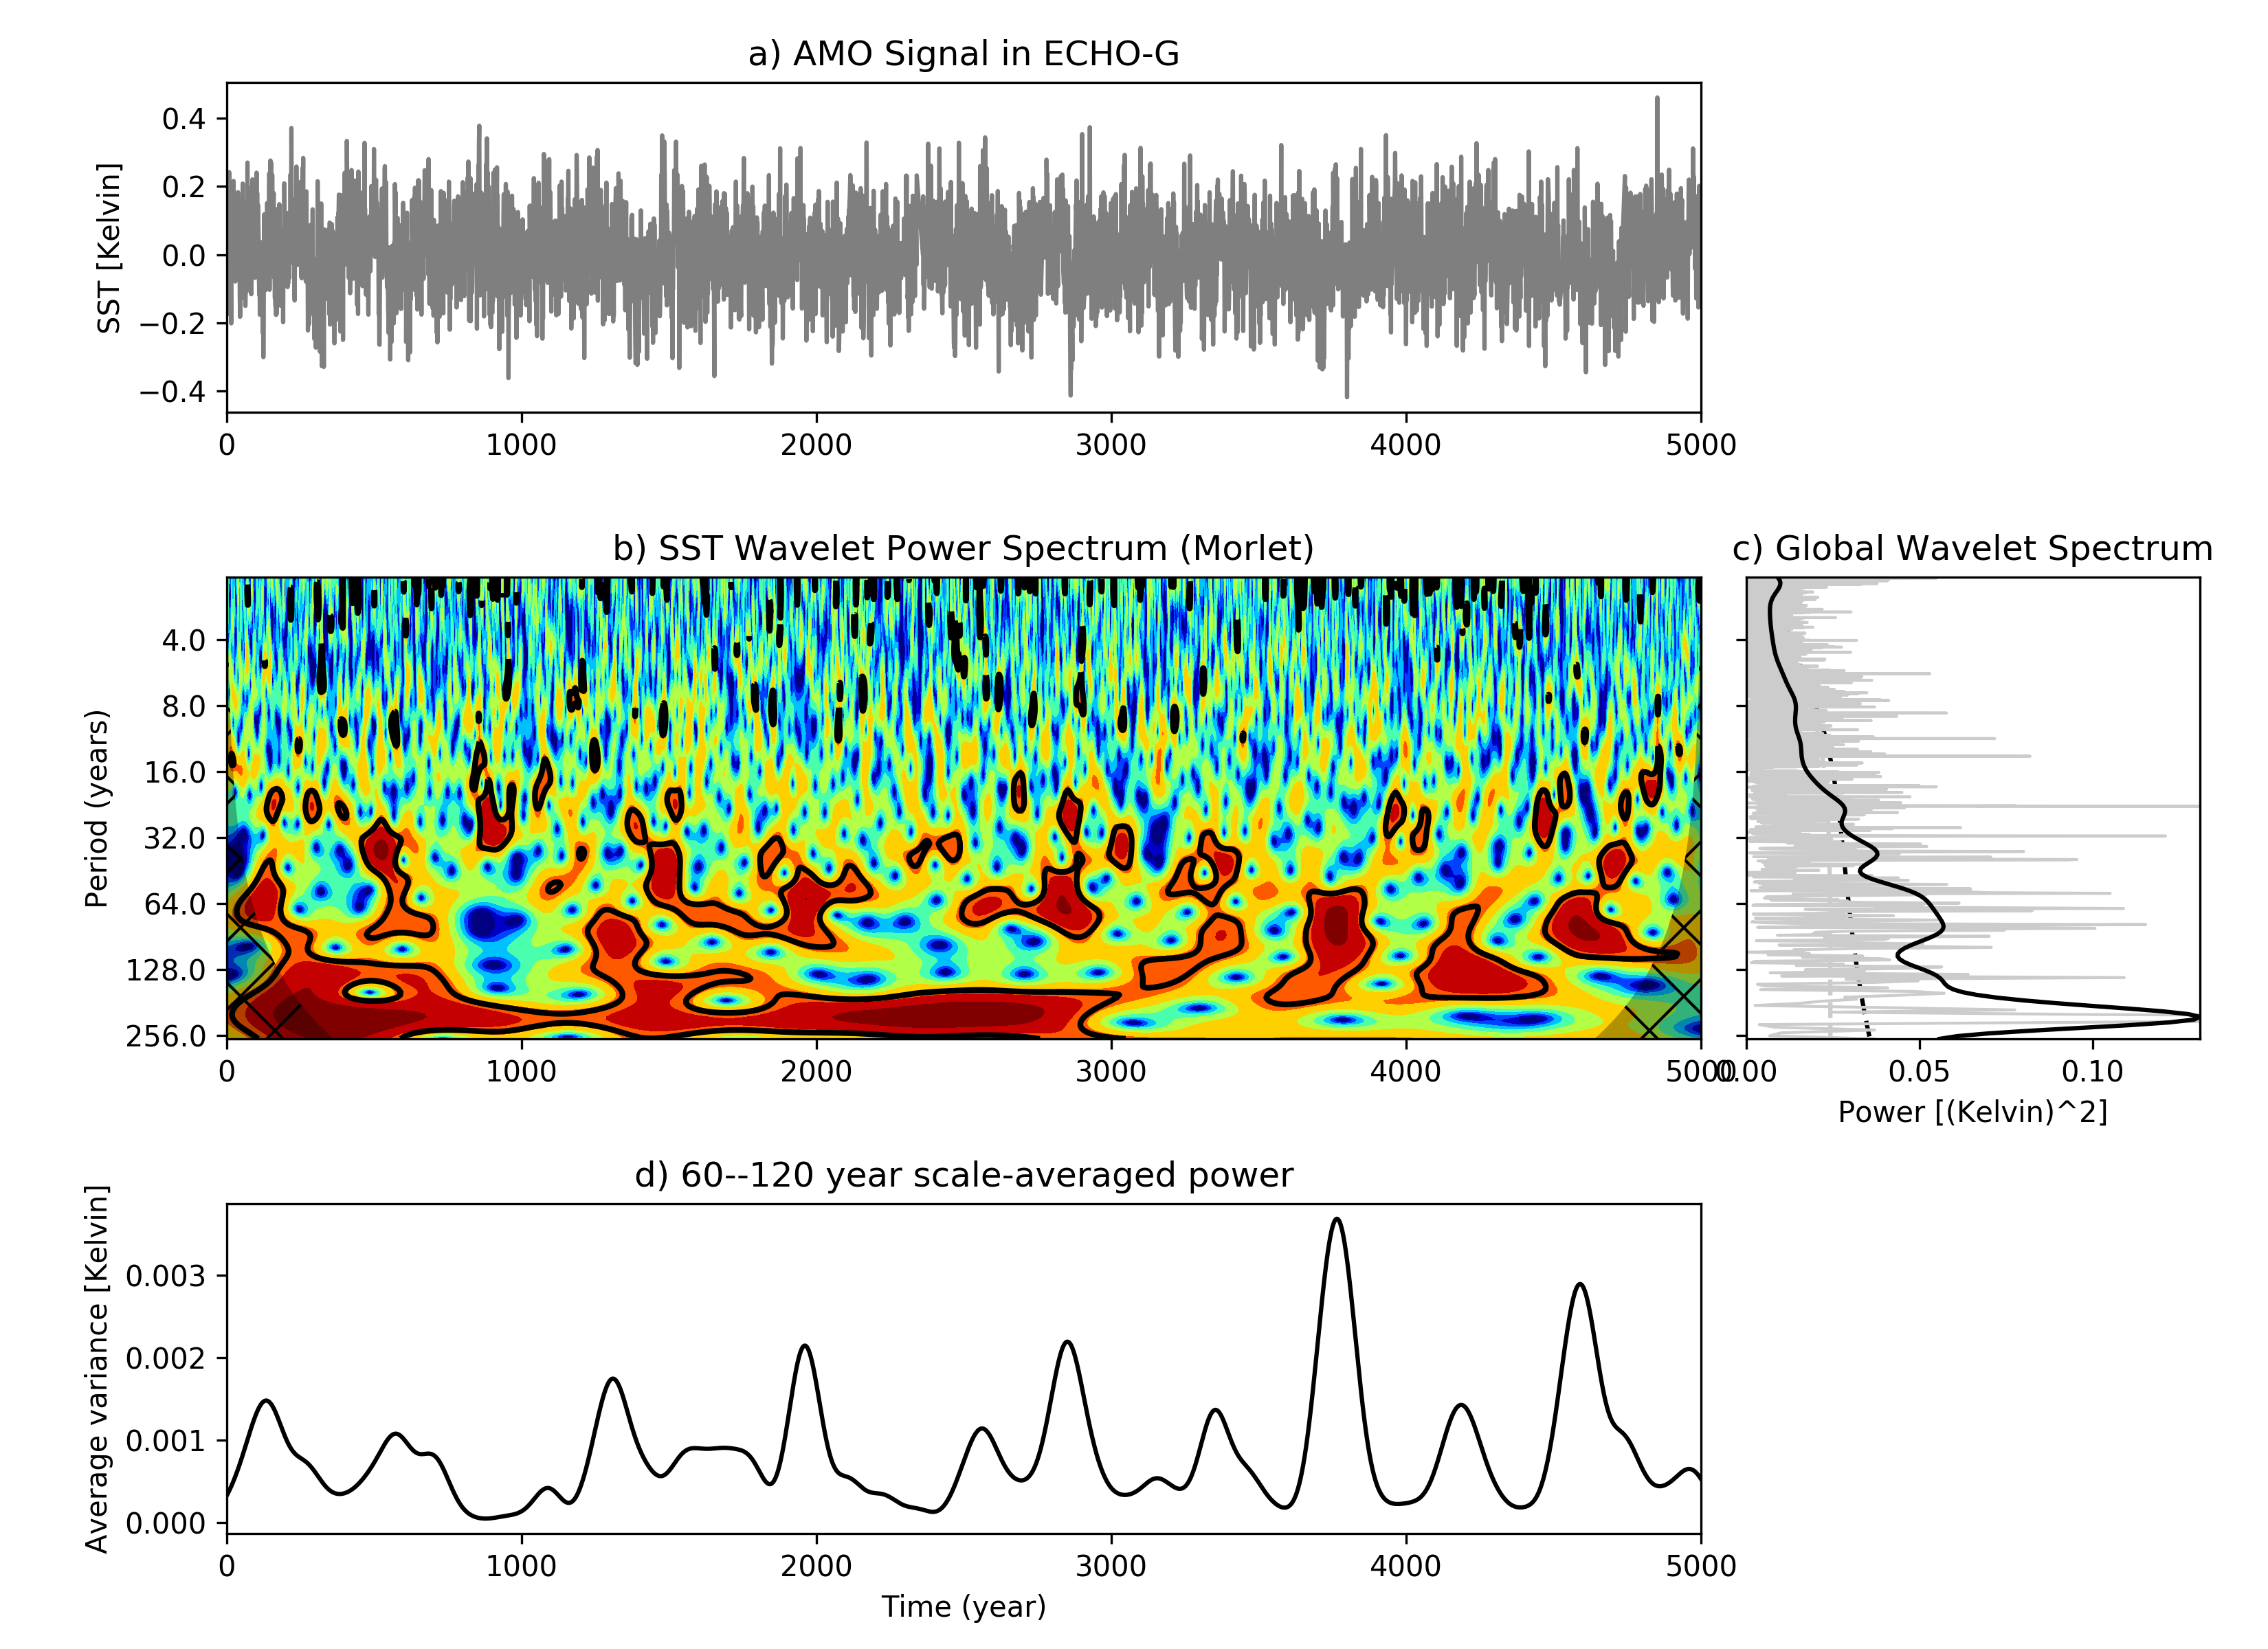 a) AMO Signal in ECHO-G
SST [Kelvin]
0.4
0.2
0.0
−0.2
−0.4
0 1000 2000 3000 4000 5000
b) SST Wavelet Power Spectrum (Morlet)
Period (years)
4.0
8.0
16.0
32.0
64.0
128.0
256.0
0 1000 2000 3000 4000 5000
c) Global Wavelet Spectrum
0.00 0.05 0.10
Power [(Kelvin)^2]
d) 60--120 year scale-averaged power
Average variance [Kelvin]
0.003
0.002
0.001
0.000
0 1000 2000 3000 4000 5000
Time (year)